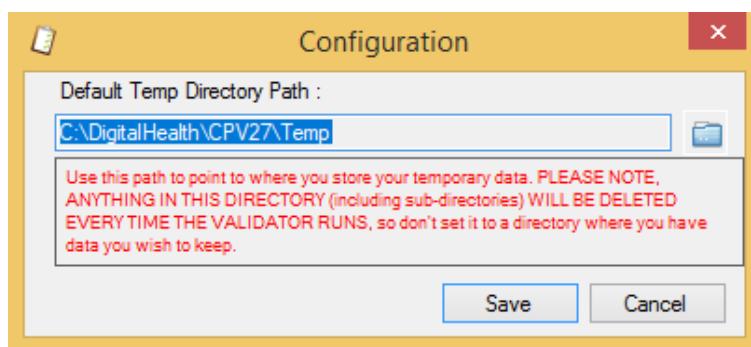 Configuration
Default Temp Directory Path :
C:\DigitalHealth\CPV27\Temp
Use this path to point to where you store your temporary data. PLEASE NOTE,
ANYTHING IN THIS DIRECTORY (including sub-directories) WILL BE DELETED
EVERY TIME THE VALIDATOR RUNS, so don't set it to a directory where you have
data you wish to keep.
Save Cancel